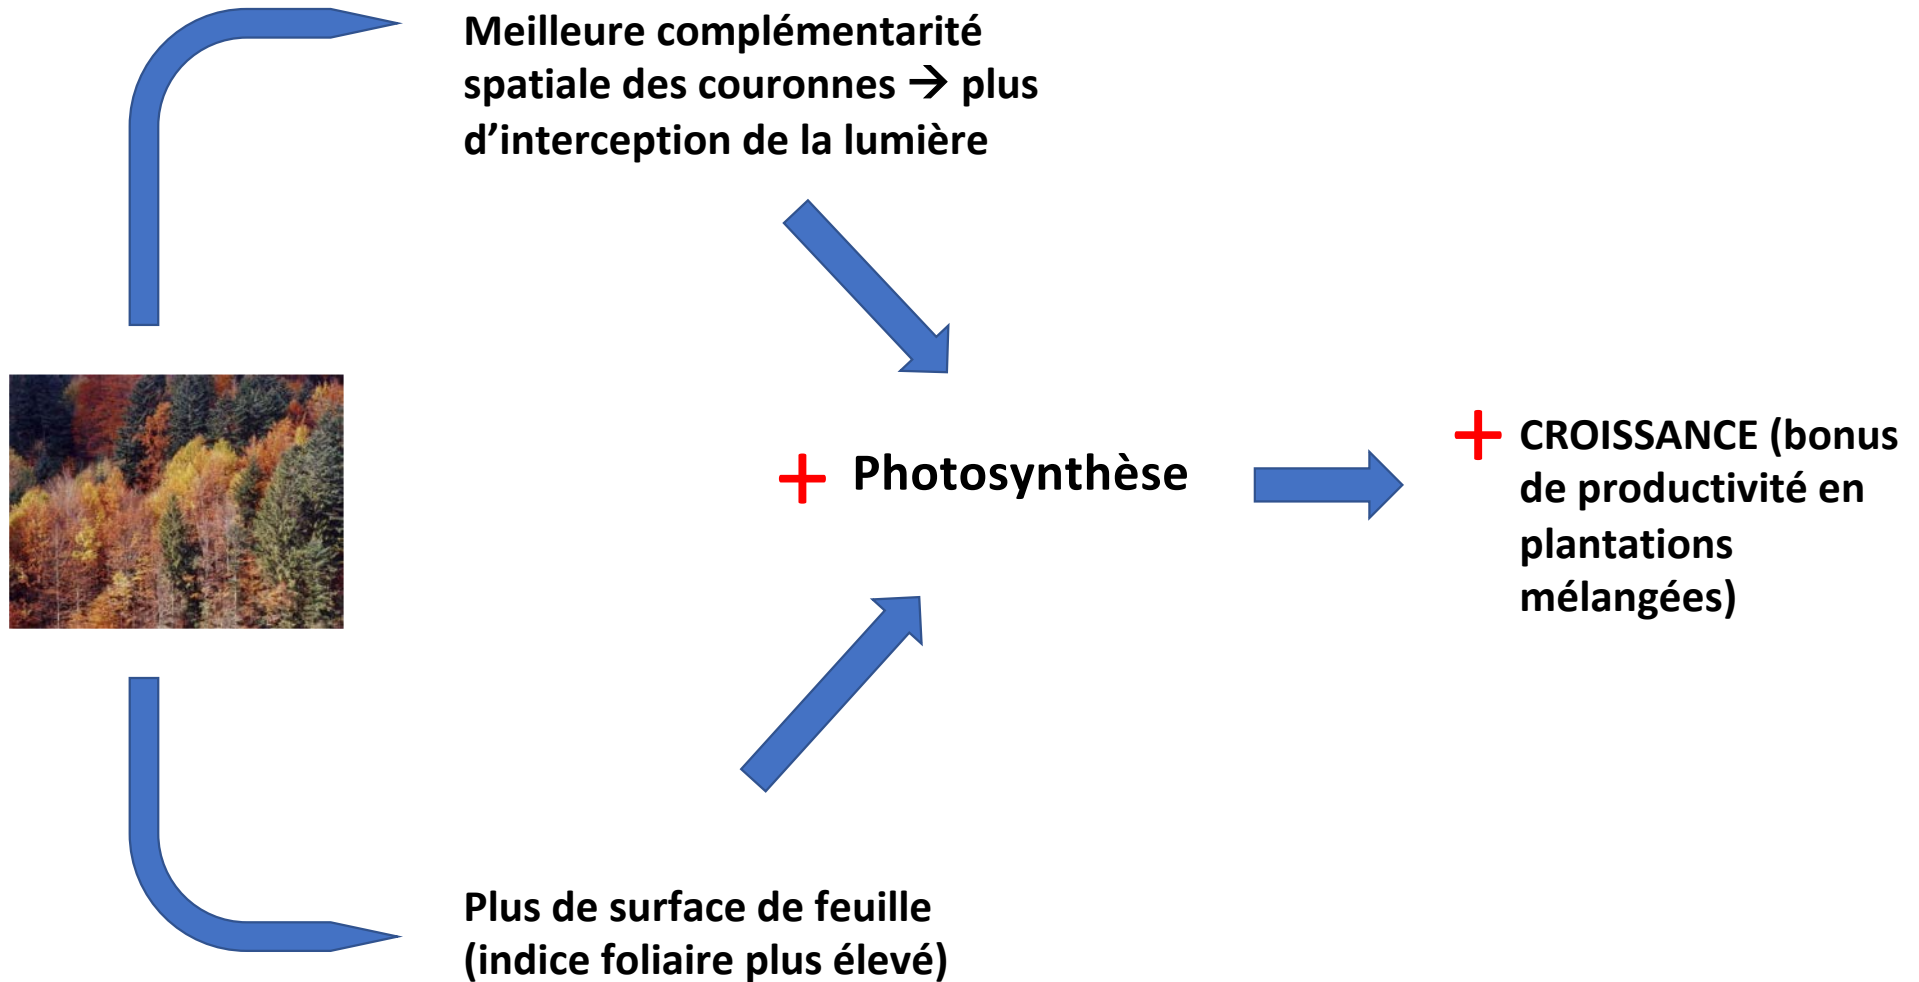 Meilleure complémentarité
spatiale des couronnes → plus
d’interception de la lumière
+ Photosynthèse
+ CROISSANCE (bonus
de productivité en
plantations
mélangées)
Plus de surface de feuille
(indice foliaire plus élevé)